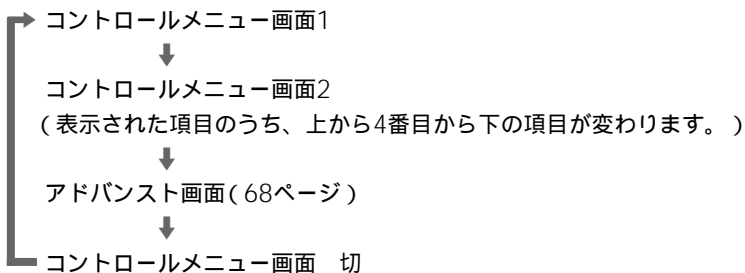 コントロールメニュー画面1
コントロールメニュー画面2
(表示された項目のうち、上から4番目から下の項目が変わります。)
アドバンスト画面(68ページ)
コントロールメニュー画面　切